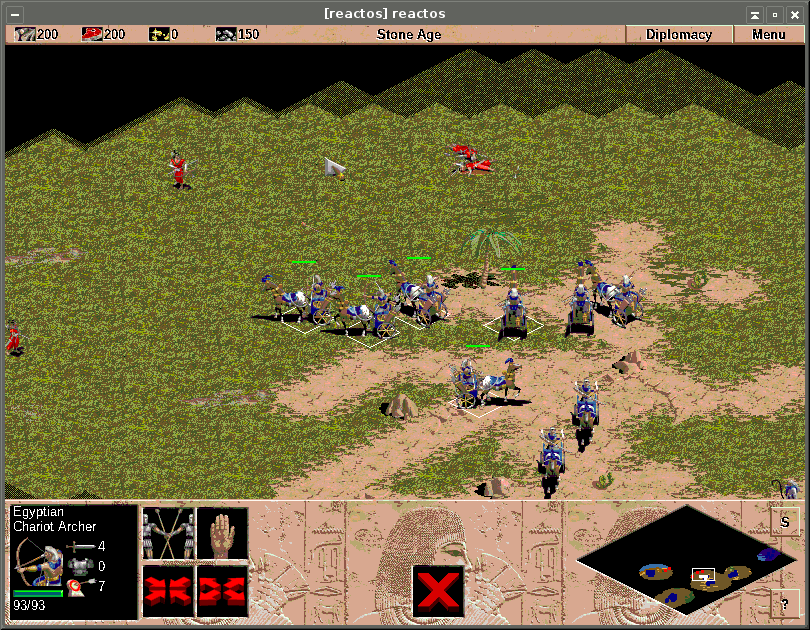 [reactos] reactos
200 200 0 150 Stone Age Diplomacy Menu
Egyptian
Chariot Archer
4
0
7
93/93
S
?